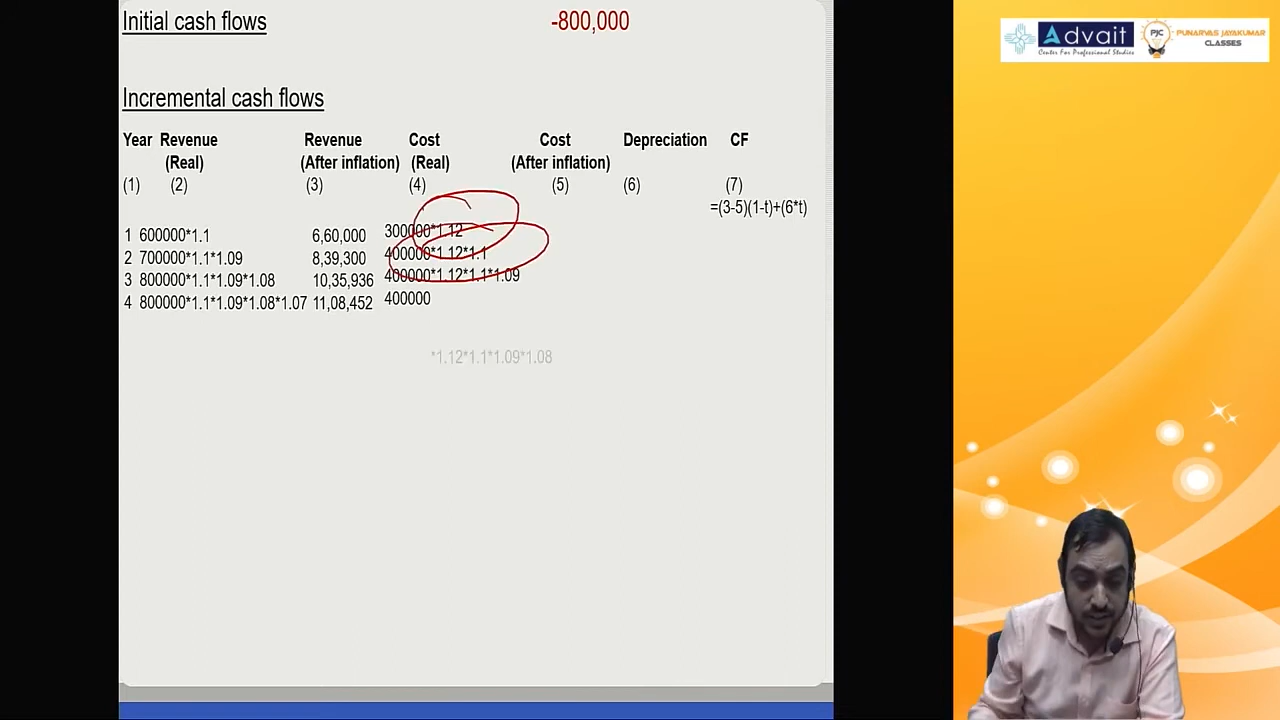 Initial cash flows -800,000
Incremental cash flows
Year Revenue Revenue Cost Cost Depreciation CF
(Real) (After inflation) (Real) (After inflation)
(1) (2) (3) (4) (5) (6) (7)
=(3-5)(1-t)+(6*t)
1 600000*1.1 6,60,000 300000*1.12
2 700000*1.1*1.09 8,39,300 400000*1.12*1.1
3 800000*1.1*1.09*1.08 10,35,936 400000*1.12*1.1*1.09
4 800000*1.1*1.09*1.08*1.07 11,08,452 400000
*1.12*1.1*1.09*1.08
Advait
Center For Professional Studies
PJC
PUNARVAS JAYAKUMAR
CLASSES